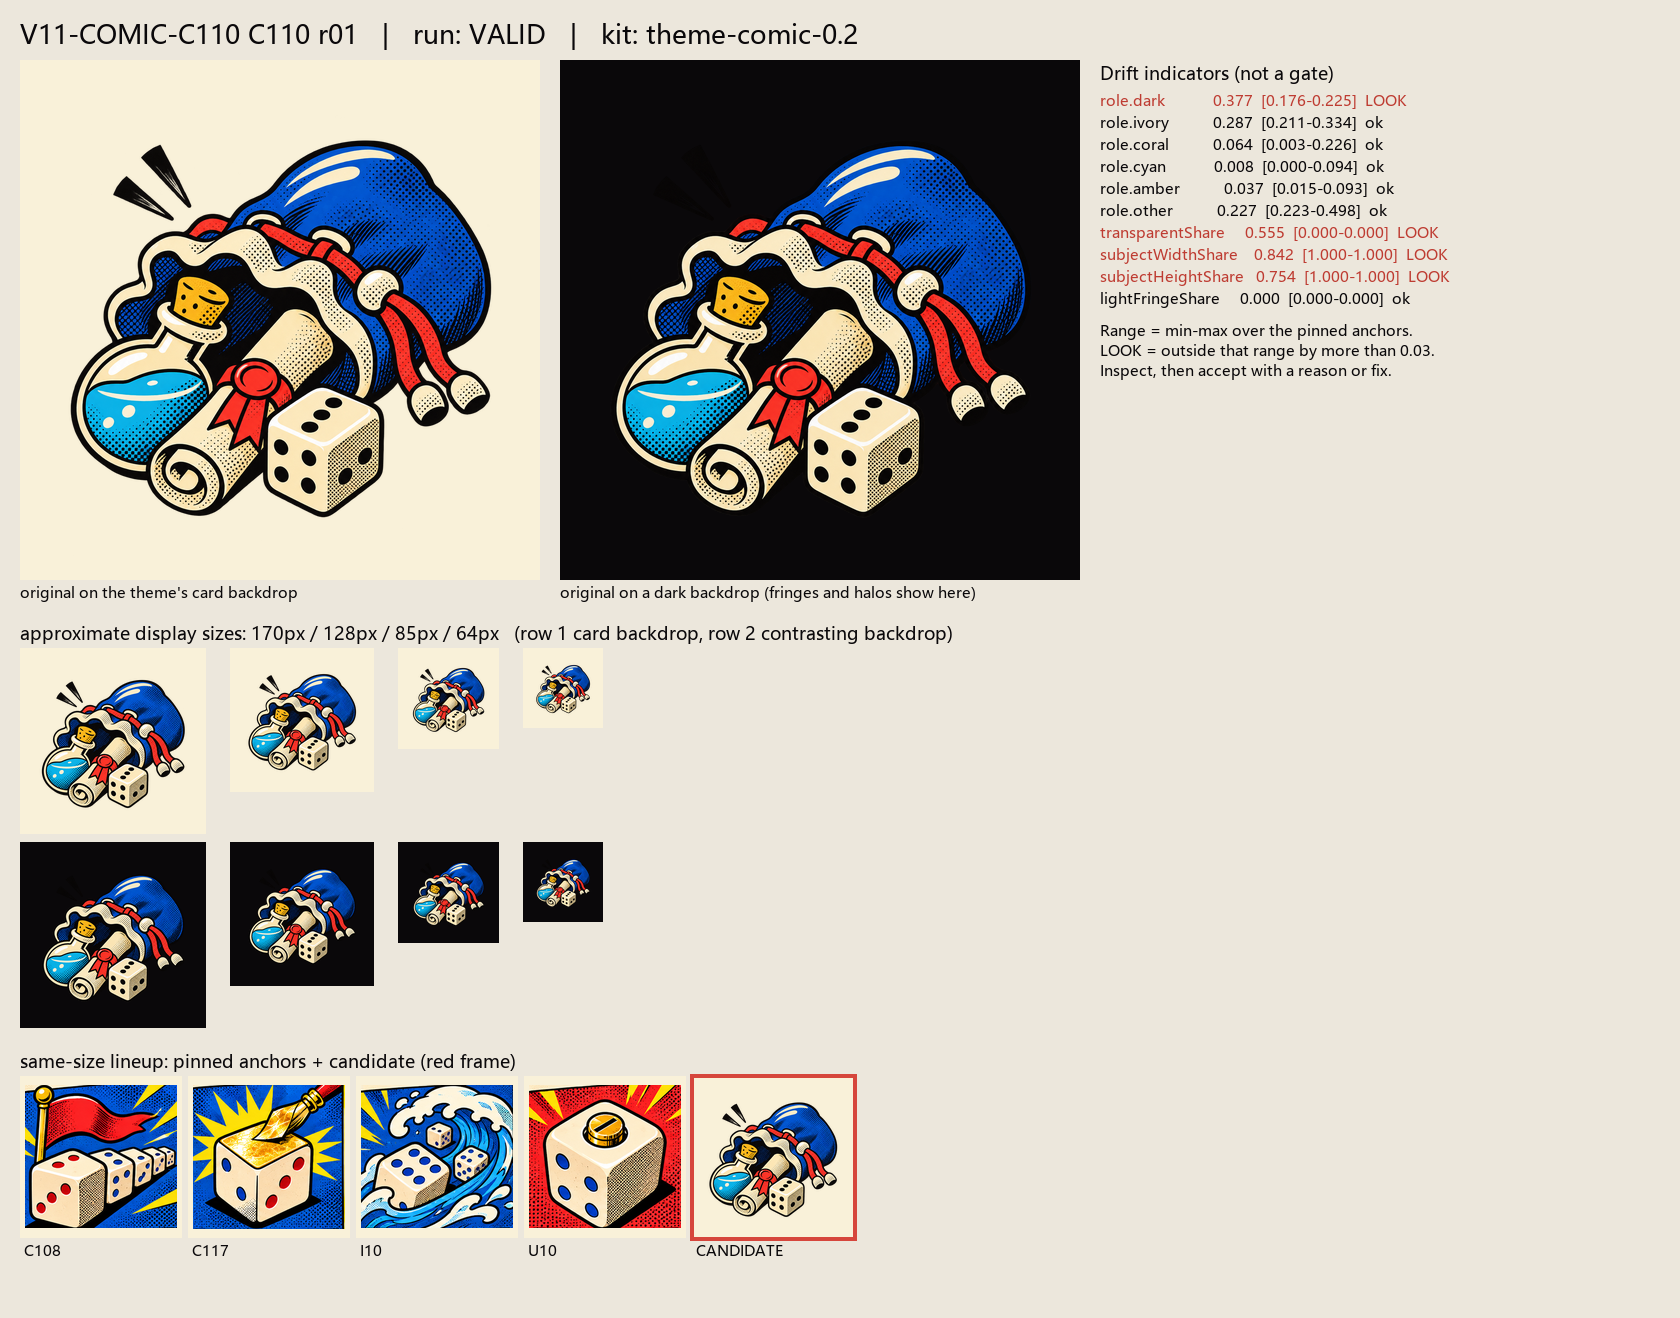 V11-COMIC-C110 C110 r01 | run: VALID | kit: theme-comic-0.2
Drift indicators (not a gate)
role.dark 0.377 [0.176-0.225] LOOK
role.ivory 0.287 [0.211-0.334] ok
role.coral 0.064 [0.003-0.226] ok
role.cyan 0.008 [0.000-0.094] ok
role.amber 0.037 [0.015-0.093] ok
role.other 0.227 [0.223-0.498] ok
transparentShare 0.555 [0.000-0.000] LOOK
subjectWidthShare 0.842 [1.000-1.000] LOOK
subjectHeightShare 0.754 [1.000-1.000] LOOK
lightFringeShare 0.000 [0.000-0.000] ok
Range = min-max over the pinned anchors.
LOOK = outside that range by more than 0.03.
Inspect, then accept with a reason or fix.
original on the theme's card backdrop
original on a dark backdrop (fringes and halos show here)
approximate display sizes: 170px / 128px / 85px / 64px (row 1 card backdrop, row 2 contrasting backdrop)
same-size lineup: pinned anchors + candidate (red frame)
C108
C117
I10
U10
CANDIDATE